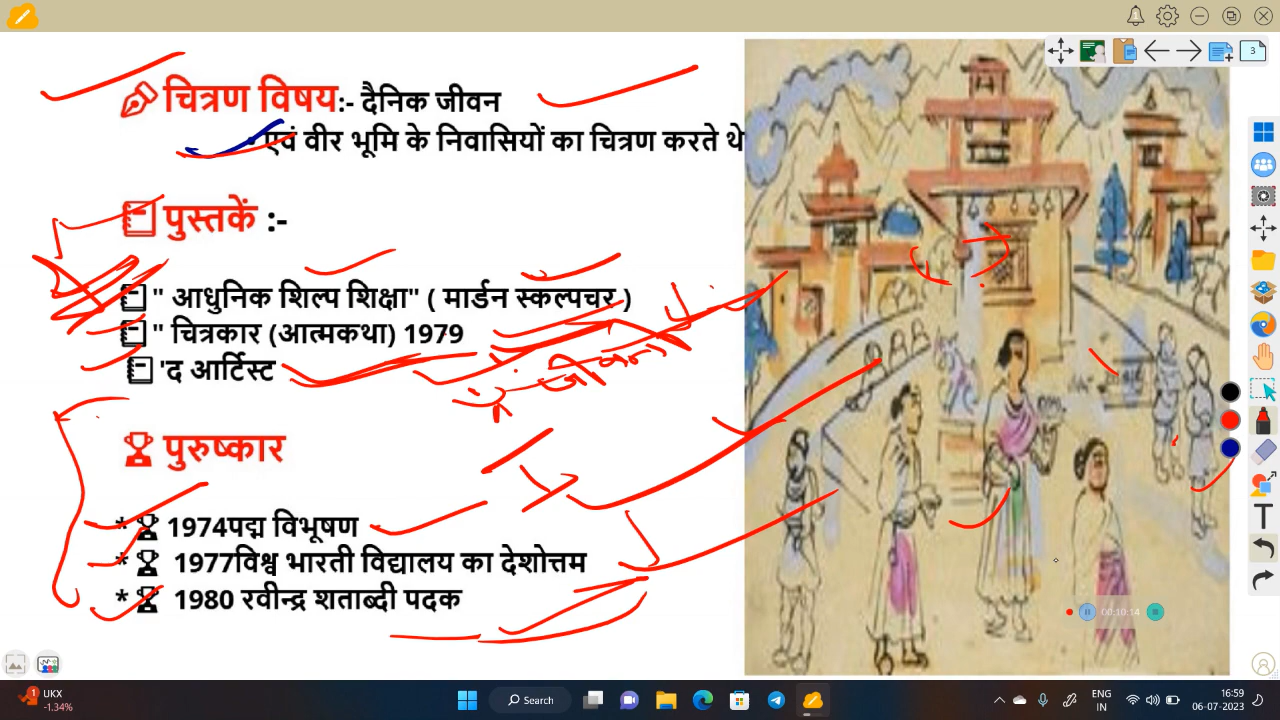 3
चित्रण विषय:- दैनिक जीवन
एवं वीर भूमि के निवासियों का चित्रण करते थे
पुस्तकें :-
" आधुनिक शिल्प शिक्षा" ( मार्डन स्कल्पचर )
" चित्रकार (आत्मकथा) 1979
'द आर्टिस्ट
पुरुष्कार
* 1974पद्म विभूषण
* 1977विश्व भारती विद्यालय का देशोत्तम
* 1980 रवीन्द्र शताब्दी पदक
00:10:14
T
1
UKX
-1.34%
Search
ENG
IN
16:59
06-07-2023